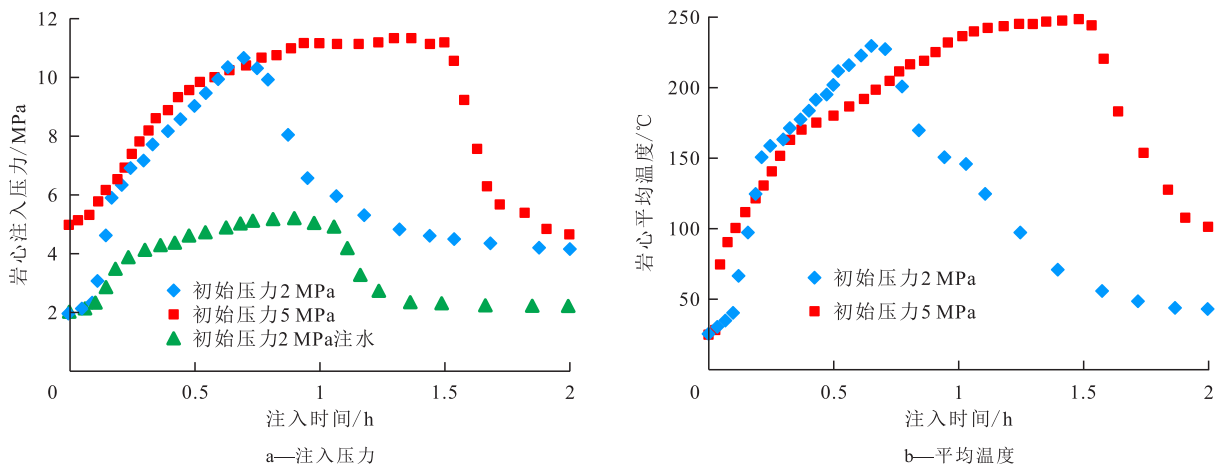 12
10
8
6
4
2
岩心注入压力/MPa
初始压力2 MPa
初始压力5 MPa
初始压力2 MPa注水
0
0.5
1
1.5
2
注入时间/h
a—注入压力
250
200
150
100
50
岩心平均温度/℃
初始压力2 MPa
初始压力5 MPa
0
0.5
1
1.5
2
注入时间/h
b—平均温度